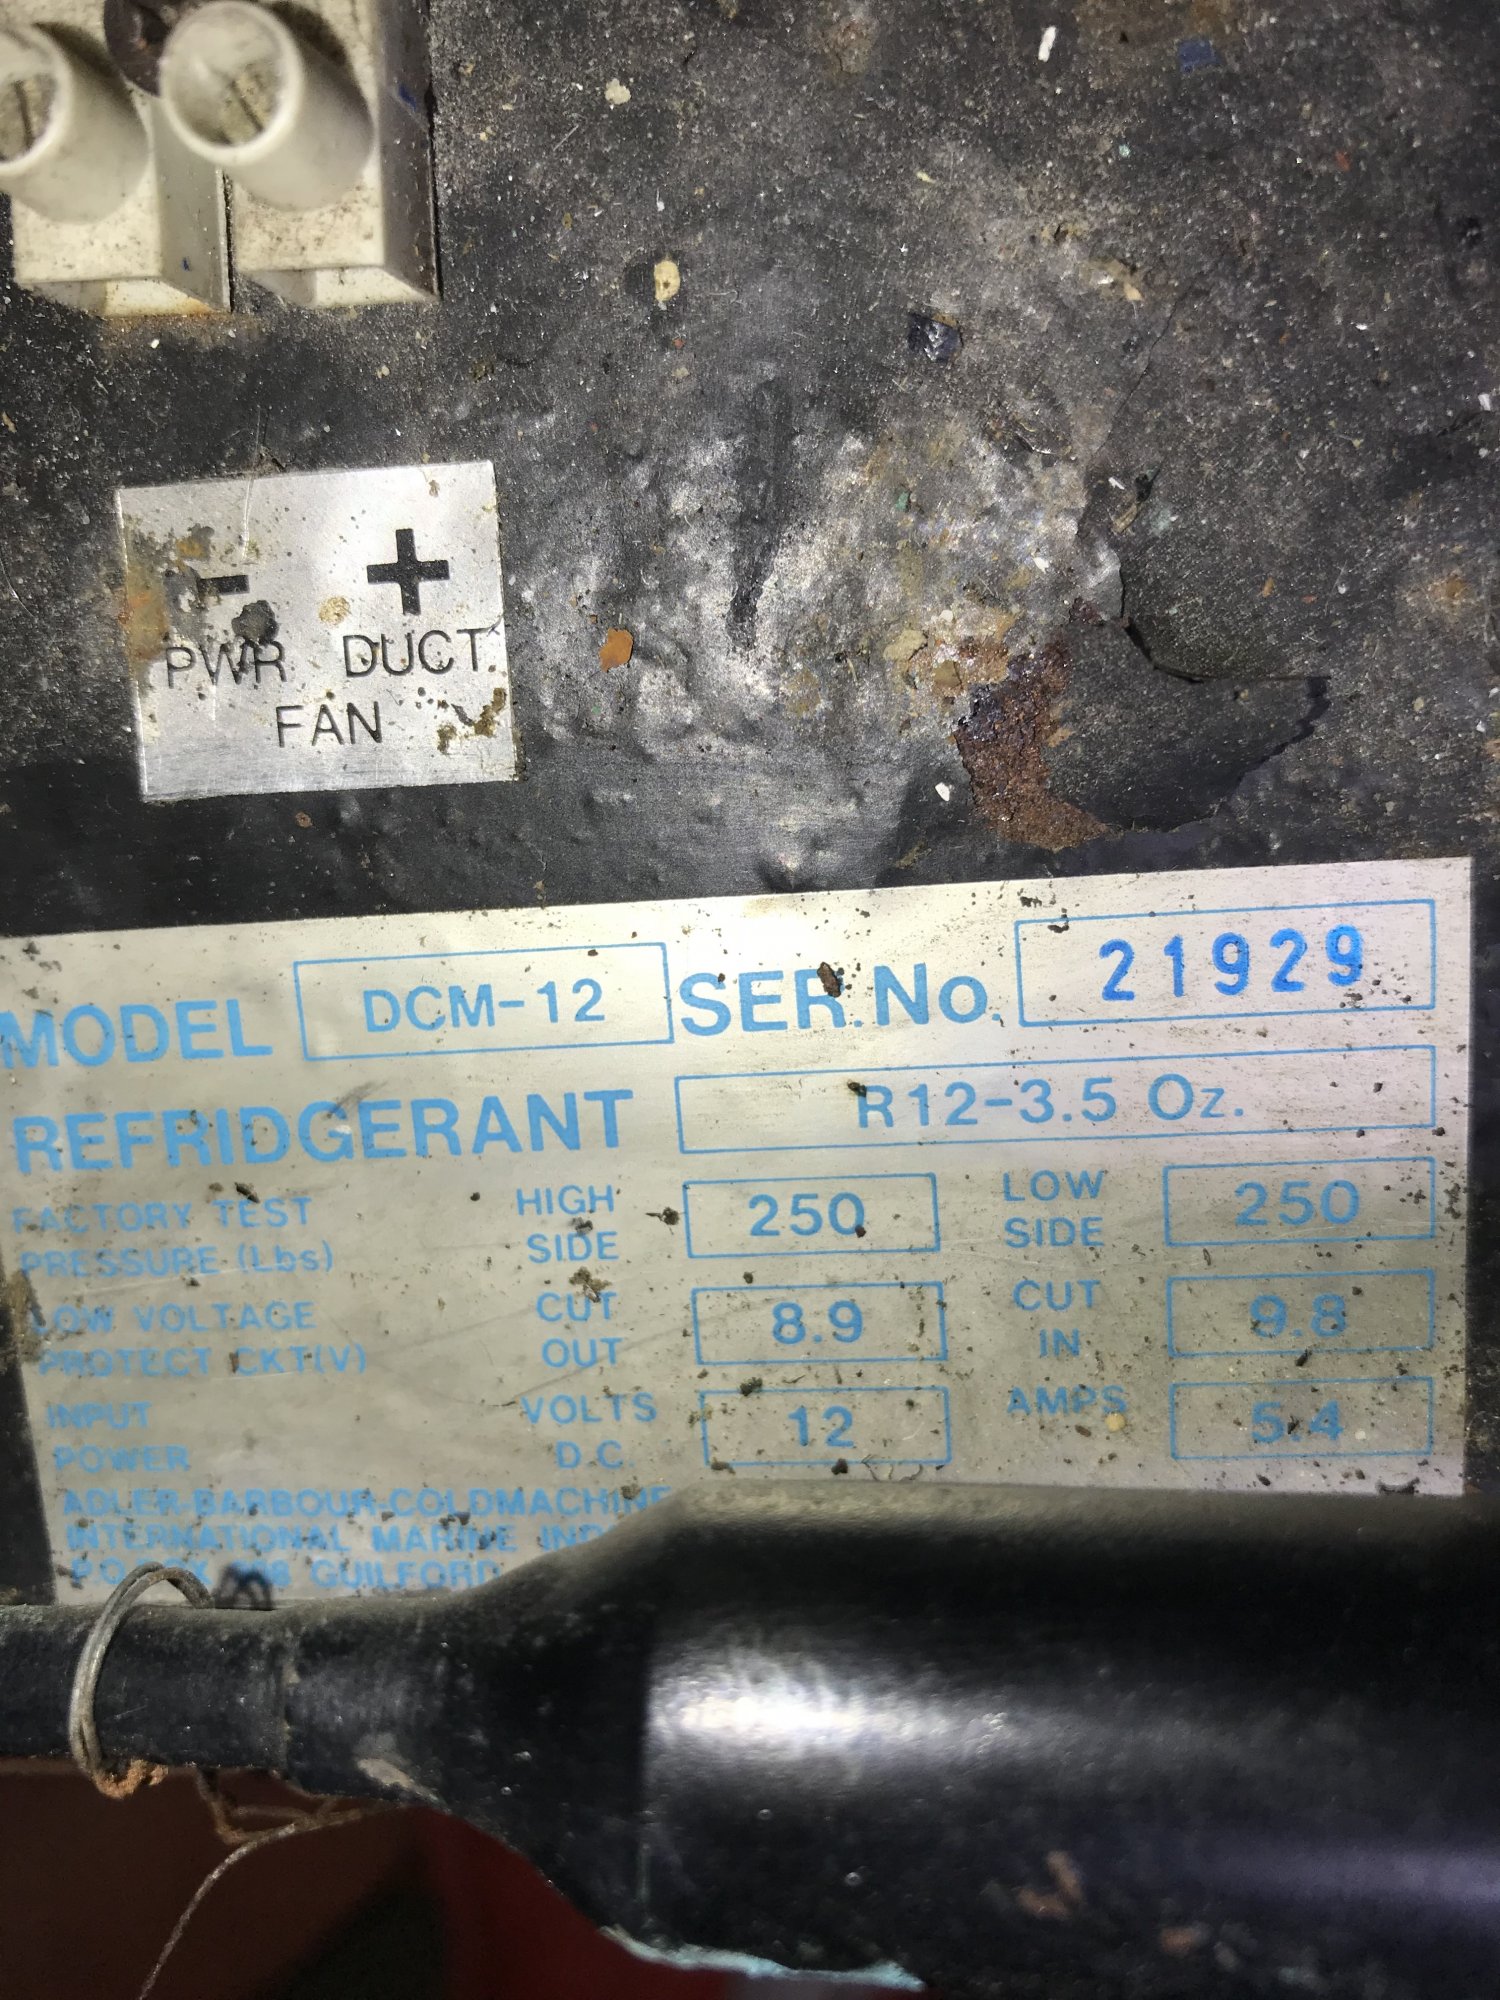 - +
PWR DUCT
FAN
MODEL DCM-12 SER. No. 21929
REFRIDGERANT R12-3.5 Oz.
FACTORY TEST PRESSURE (Lbs) HIGH SIDE 250 LOW SIDE 250
LOW VOLTAGE PROTECT CKT(V) CUT OUT 8.9 CUT IN 9.8
INPUT POWER VOLTS D.C. 12 AMPS 5.4
ADLER-BARBOUR-COLDMACHINE
INTERNATIONAL MARINE
P.O. BOX GUILFORD